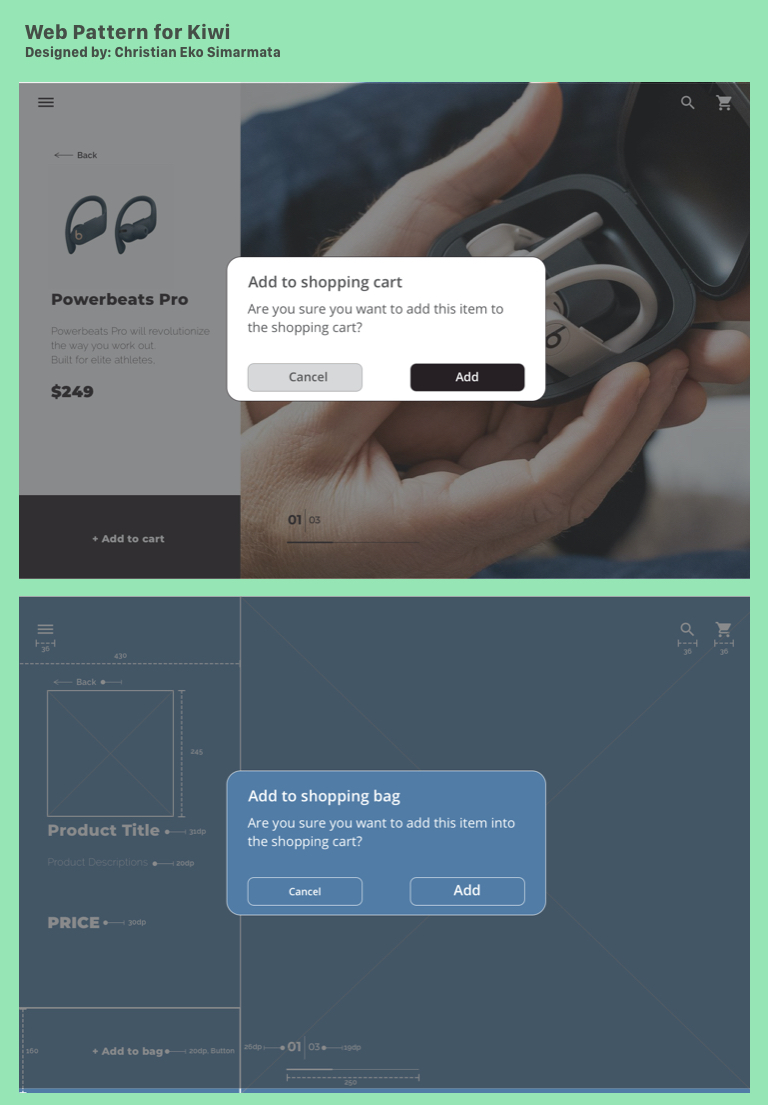 Web Pattern for Kiwi
Designed by: Christian Eko Simarmata
Back
Powerbeats Pro
Powerbeats Pro will revolutionize
the way you work out.
Built for elite athletes.
$249
+ Add to cart
Add to shopping cart
Are you sure you want to add this item to
the shopping cart?
Cancel
Add
01 03
36
430
36
36
Back
245
Product Title 31dp
Product Descriptions 20dp
PRICE 30dp
Add to shopping bag
Are you sure you want to add this item into
the shopping cart?
Cancel
Add
160
+ Add to bag 20dp. Button
26dp 01 03 19dp
250